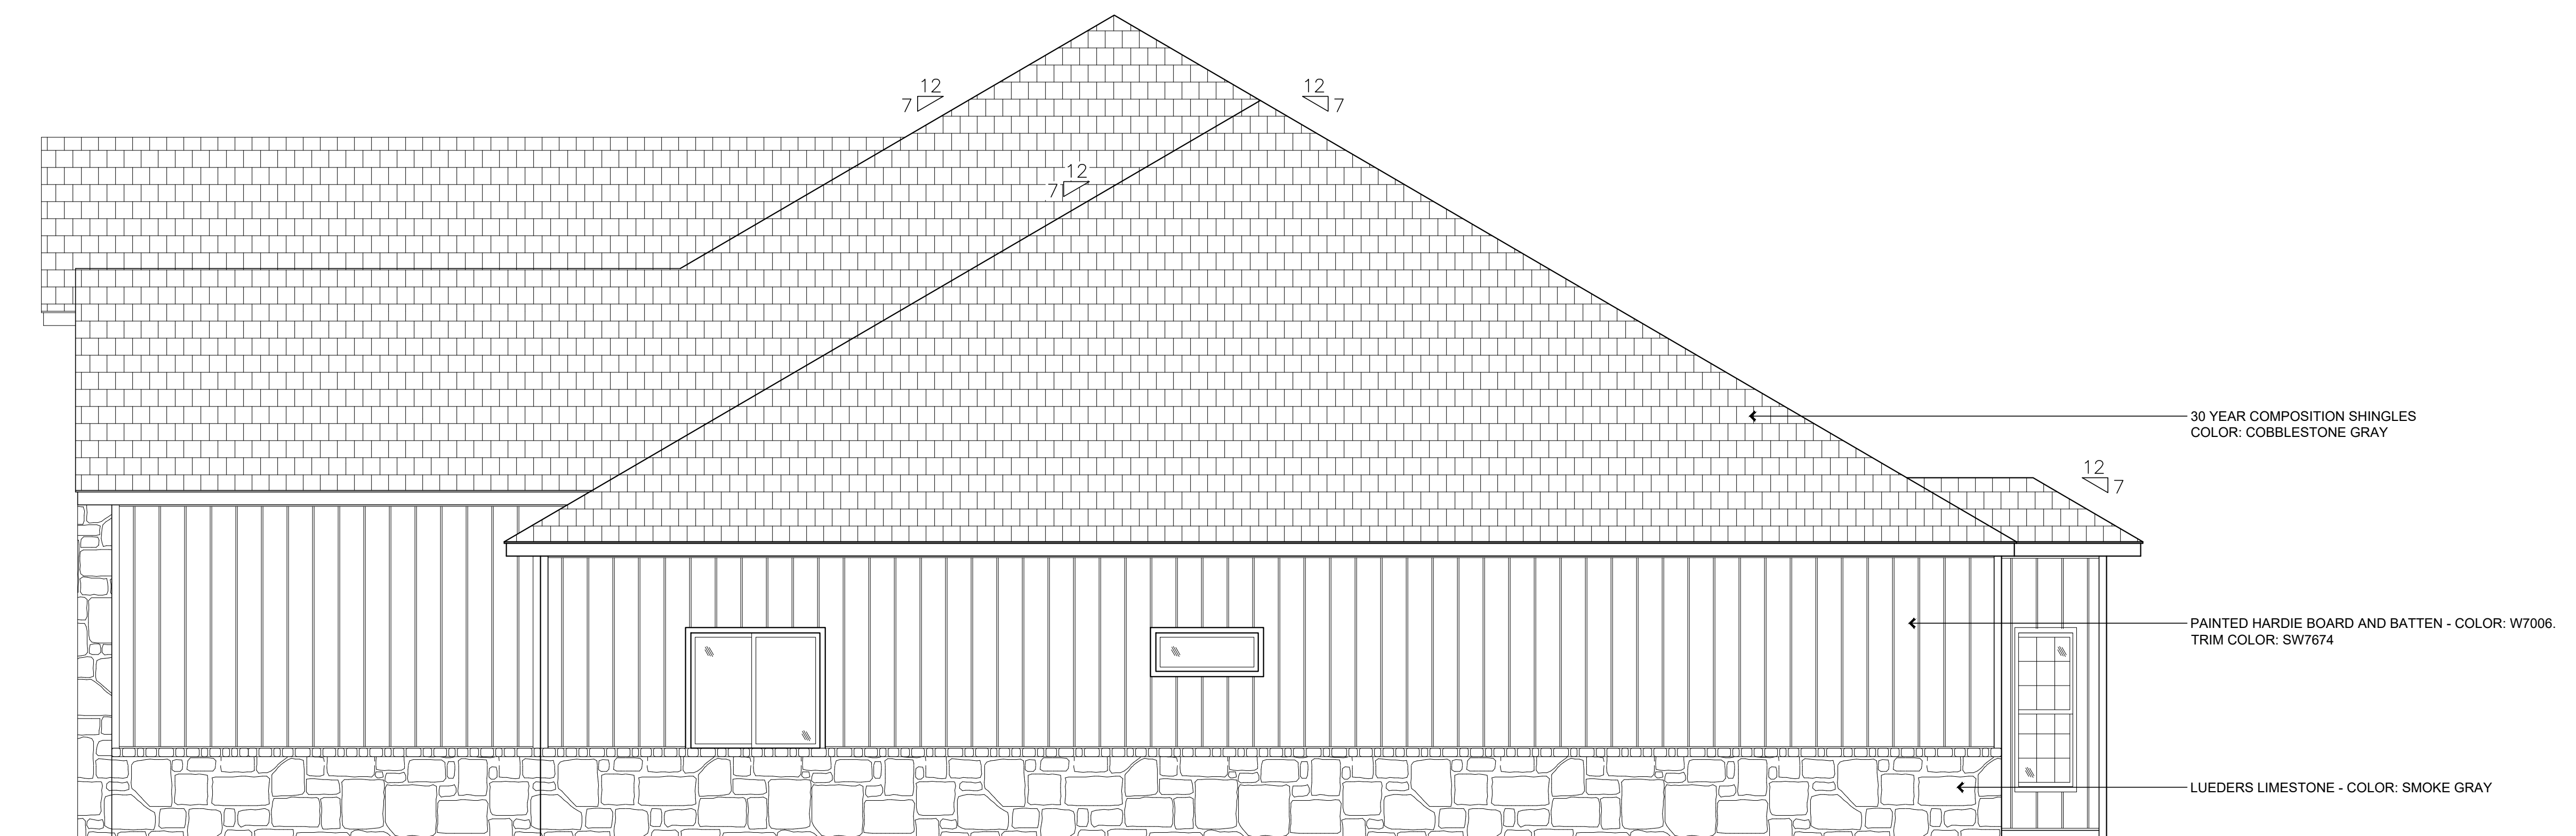 12
7
12
7
12
7
30 YEAR COMPOSITION SHINGLES
COLOR: COBBLESTONE GRAY
12
7
PAINTED HARDIE BOARD AND BATTEN - COLOR: W7006.
TRIM COLOR: SW7674
LUEDERS LIMESTONE - COLOR: SMOKE GRAY